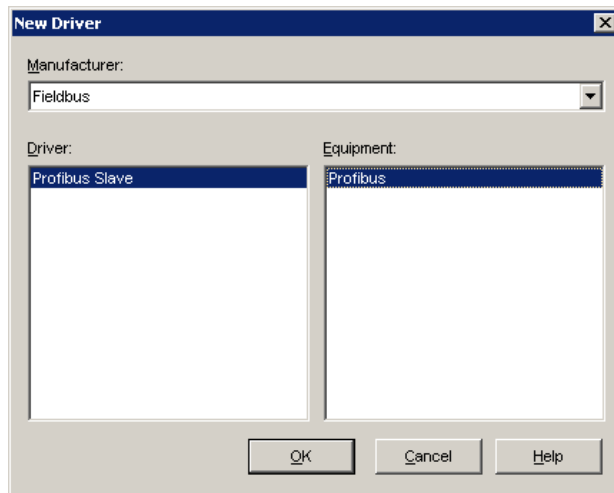 New Driver
Manufacturer:
Fieldbus
Driver:
Equipment:
Profibus Slave
Profibus
OK
Cancel
Help